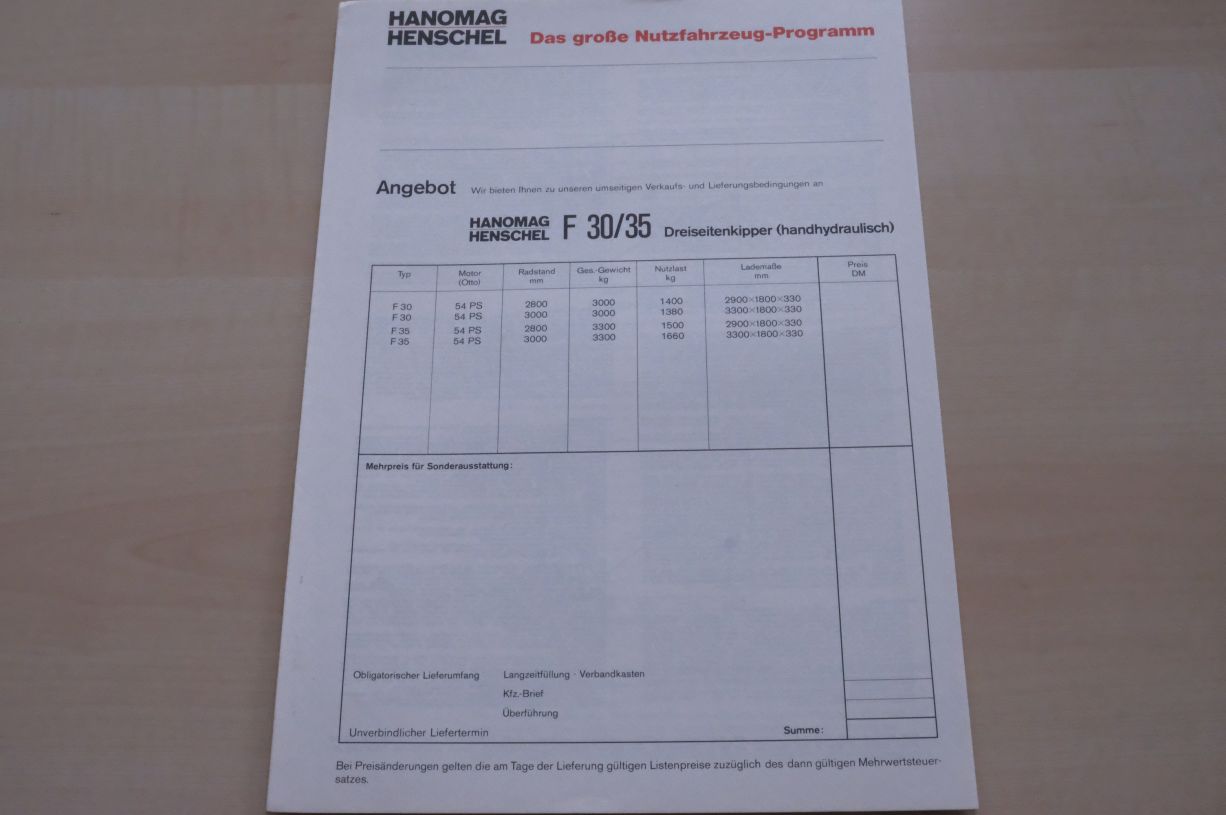 HANOMAG
HENSCHEL Das große Nutzfahrzeug-Programm
Angebot Wir bieten Ihnen zu unseren umseitigen Verkaufs- und Lieferungsbedingungen an
HANOMAG
HENSCHEL F 30/35 Dreiseitenkipper (handhydraulisch)
Typ Motor (Otto) Radstand mm Ges.-Gewicht kg Nutzlast kg Lademaße mm Preis DM
F 30 54 PS 2800 3000 1400 2900×1800×330
F 30 54 PS 3000 3000 1380 3300×1800×330
F 35 54 PS 2800 3300 1500 2900×1800×330
F 35 54 PS 3000 3300 1660 3300×1800×330
Mehrpreis für Sonderausstattung:
Obligatorischer Lieferumfang Langzeitfüllung · Verbandkasten
Kfz.-Brief
Überführung
Unverbindlicher Liefertermin Summe:
Bei Preisänderungen gelten die am Tage der Lieferung gültigen Listenpreise zuzüglich des dann gültigen Mehrwertsteuer-
satzes.